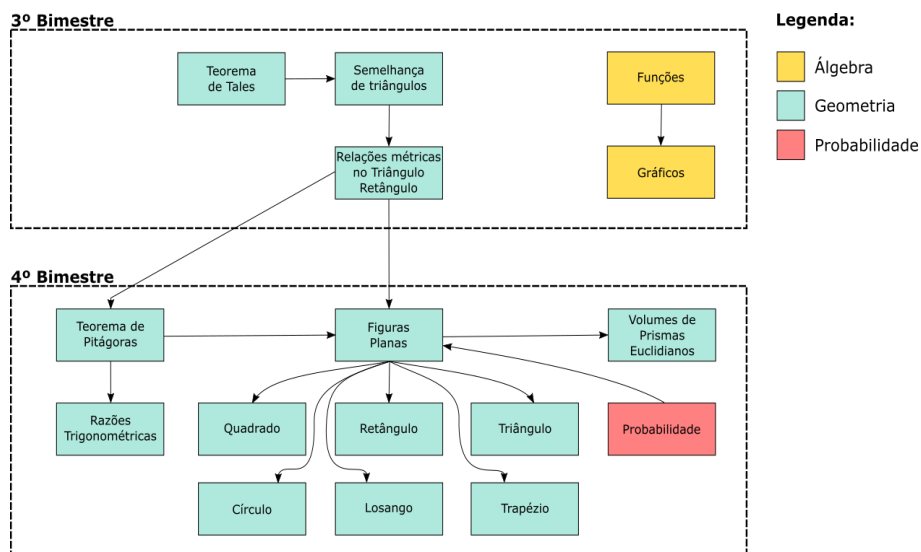 3º Bimestre
Legenda:
Teorema
de Tales
Semelhança
de triângulos
Funções
Álgebra
Geometria
Probabilidade
Relações métricas
no Triângulo
Retângulo
Gráficos
4º Bimestre
Teorema de
Pitágoras
Figuras
Planas
Volumes de
Prismas
Euclidianos
Razões
Trigonométricas
Quadrado
Retângulo
Triângulo
Probabilidade
Círculo
Losango
Trapézio